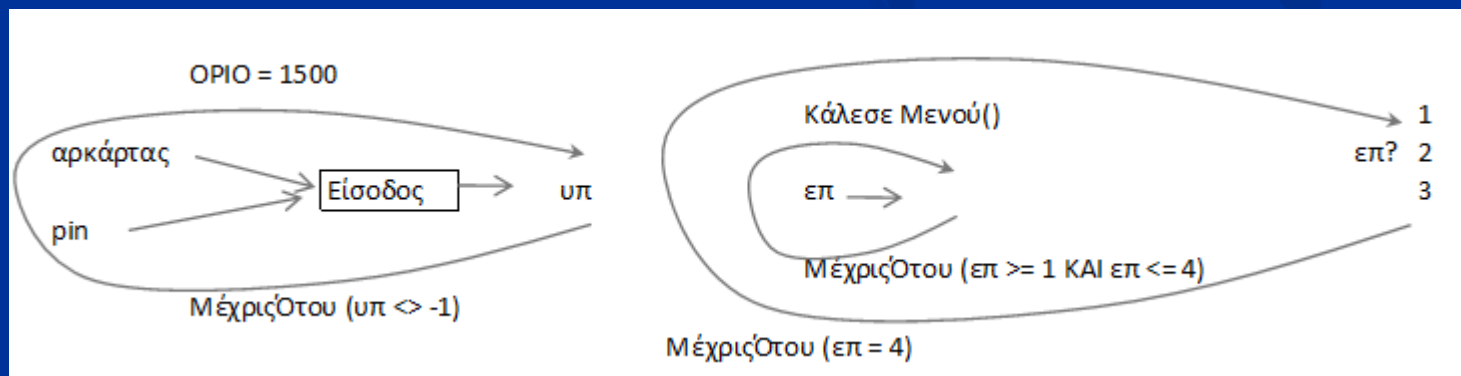 ΟΡΙΟ = 1500
αρκάρτας
pin
Είσοδος
υπ
ΜέχριςΌτου (υπ <> -1)
Κάλεσε Μενού()
επ
ΜέχριςΌτου (επ >= 1 ΚΑΙ επ <= 4)
ΜέχριςΌτου (επ = 4)
1
επ? 2
3